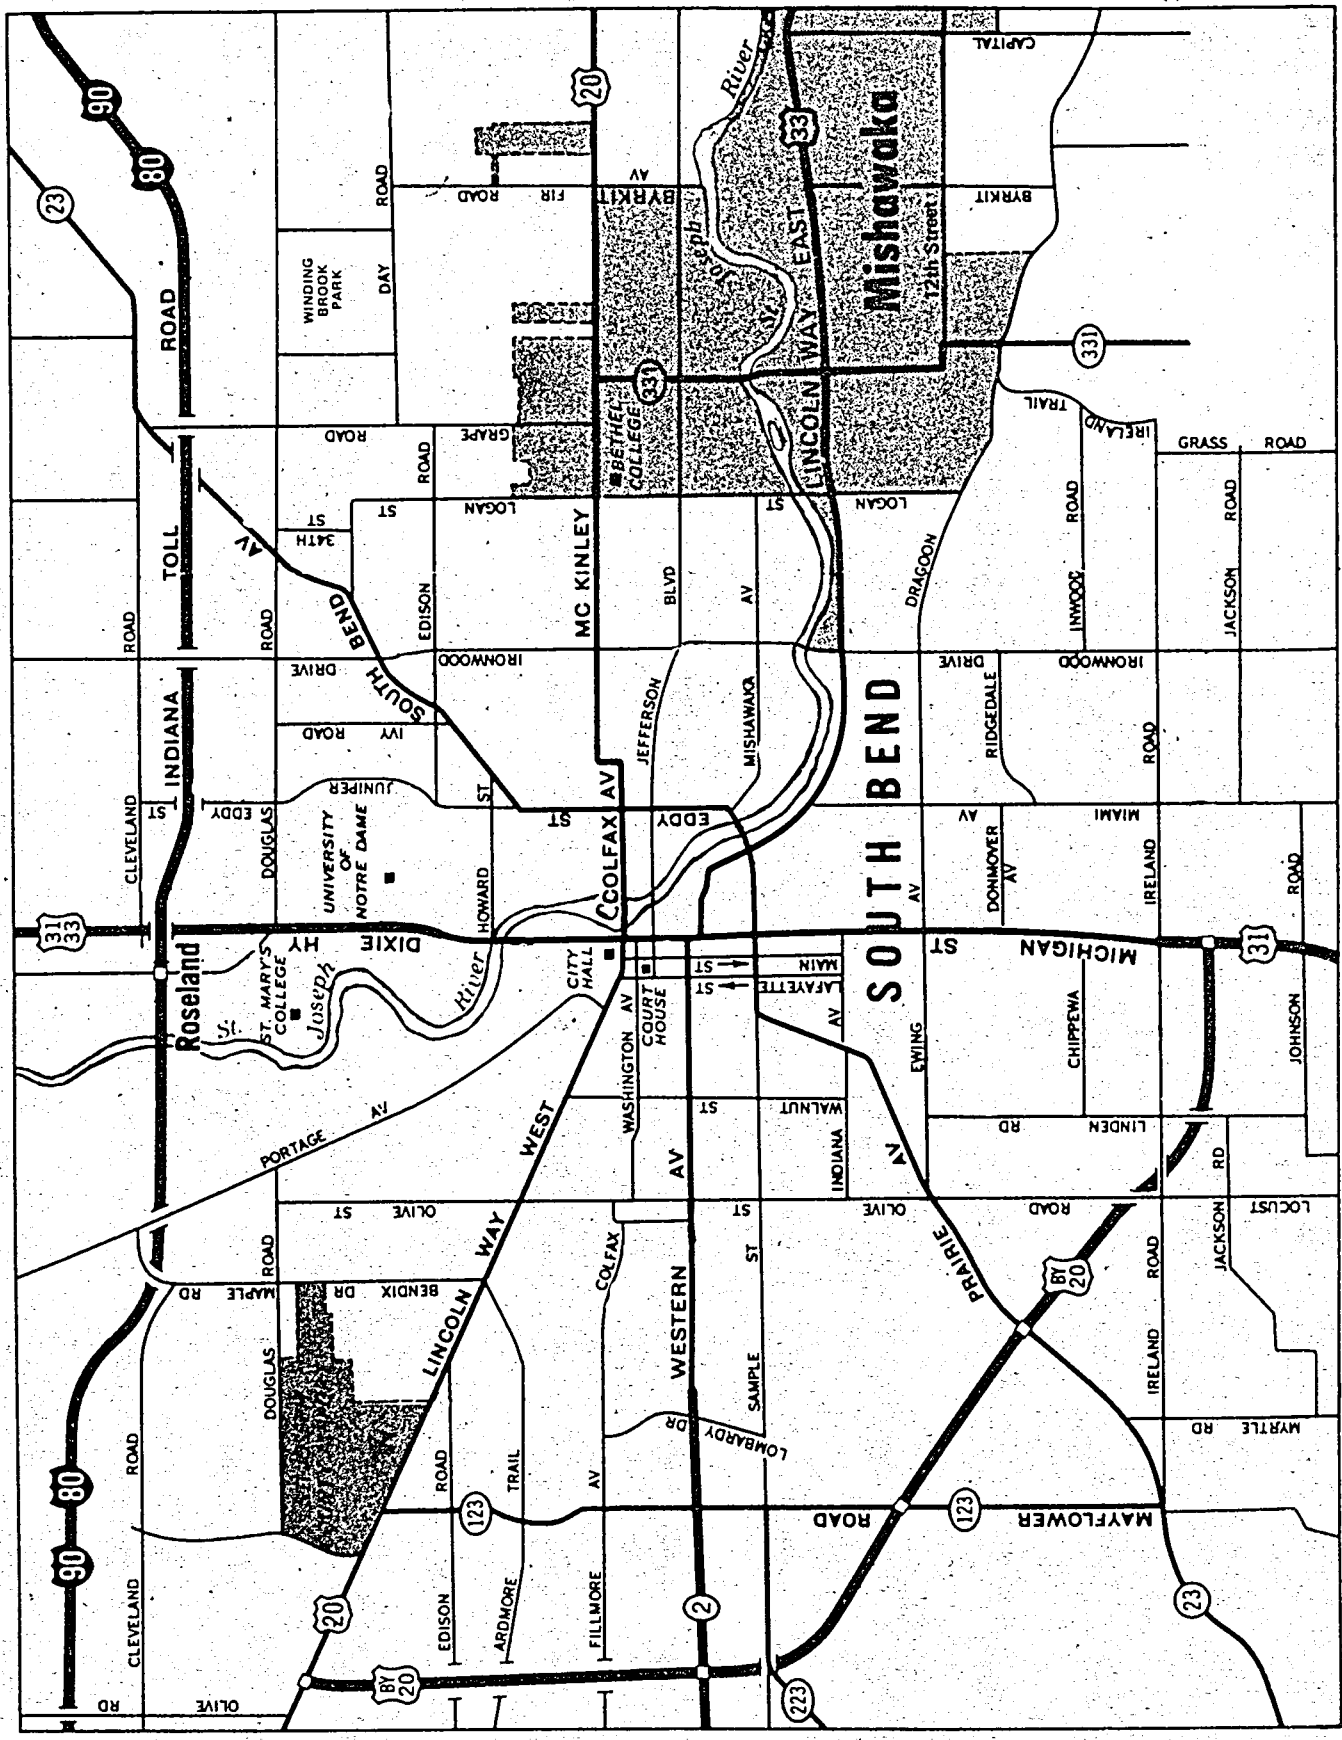 90
80
23
ROAD
TOLL
INDIANA
20
WINDING
BROOK
PARK
DAY
ROAD
ROAD
FIR
BYRKIT
AV
River
Joseph
St.
33
LINCOLN WAY EAST
Mishawaka
12th Street
CAPITAL
BYRKIT
331
331
TRAIL
IRELAND
GRASS ROAD
GRAPE
ROAD
BETHEL
COLLEGE
LOGAN
ST
LOGAN
ST
34TH
ST
EDISON
ROAD
MC KINLEY
JEFFERSON
BLVD
MISHAWAKA
AV
DRAGOON
INWOOD
ROAD
JACKSON
ROAD
IRONWOOD
DRIVE
IRONWOOD
DRIVE
RIDGEDALE
SOUTH
BEND
AV
IVY
ROAD
JUNIPER
EDDY
ST
EDDY
ST
CLEVELAND
ROAD
DOUGLAS
ROAD
UNIVERSITY
OF
NOTRE DAME
HOWARD
ST
COLFAX AV
SOUTH BEND
DONMOYER
AV
MIAMI
AV
IRELAND
ROAD
ROAD
31
33
DIXIE
HY
Roseland
ST. MARY'S
COLLEGE
St.
Joseph
River
CITY
HALL
COURT
HOUSE
MAIN
ST
LAFAYETTE
ST
MICHIGAN
ST
31
EWING
AV
CHIPPEWA
JOHNSON
PORTAGE
AV
WASHINGTON
AV
WALNUT
ST
INDIANA
AV
LINDEN
RD
LINCOLN
WAY
WEST
OLIVE
ST
OLIVE
ST
ROAD
LOCUST
JACKSON
RD
PRAIRIE
AV
WESTERN
AV
SAMPLE
ST
COLFAX
MAPLE
RD
BENDIX
DR
DOUGLAS
ROAD
BY
20
IRELAND
ROAD
MYRTLE
RD
LOMBARDY
DR
80
90
CLEVELAND
ROAD
OLIVE
RD
20
EDISON
ROAD
ARDMORE
TRAIL
FILLMORE
AV
123
123
MAYFLOWER
ROAD
BY
20
2
223
23